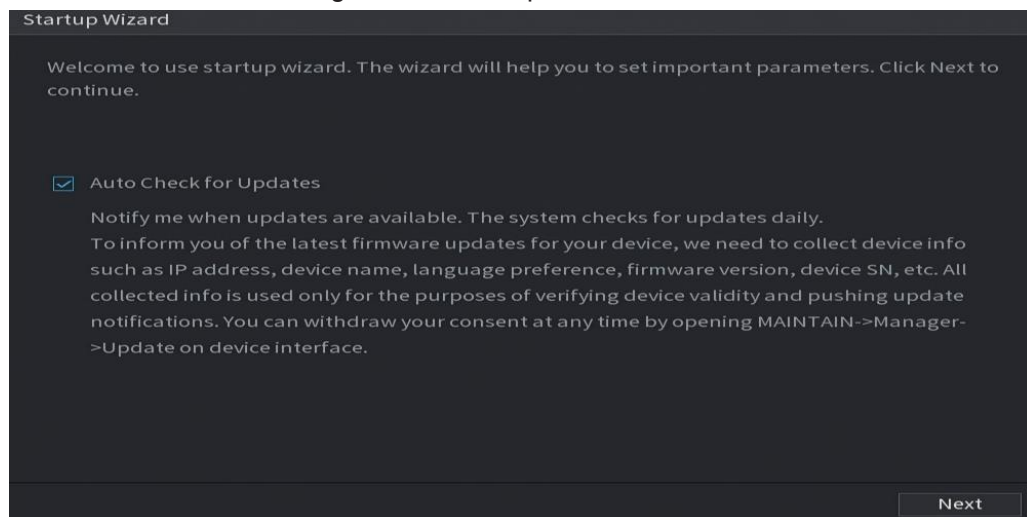 Startup Wizard
Welcome to use startup wizard. The wizard will help you to set important parameters. Click Next to
continue.
Auto Check for Updates
Notify me when updates are available. The system checks for updates daily.
To inform you of the latest firmware updates for your device, we need to collect device info
such as IP address, device name, language preference, firmware version, device SN, etc. All
collected info is used only for the purposes of verifying device validity and pushing update
notifications. You can withdraw your consent at any time by opening MAINTAIN->Manager-
>Update on device interface.
Next